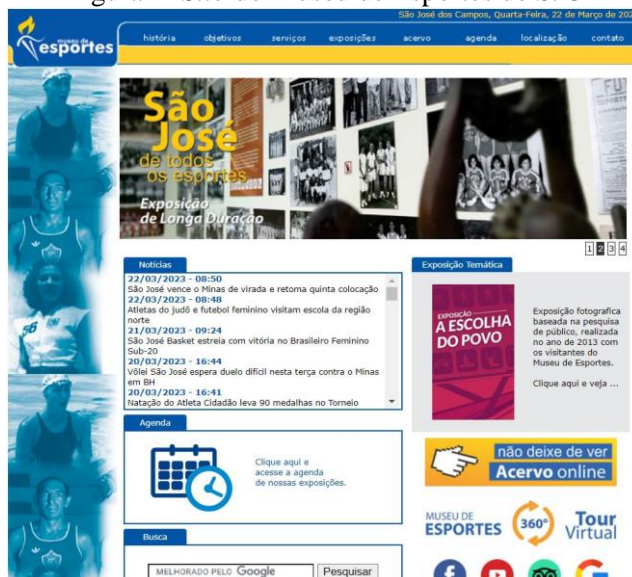 São José dos Campos, Quarta-Feira, 22 de Março de 202
museu de
esportes
história objetivos serviços exposições acervo agenda localização contato
São
José
de todos
os esportes
Exposição
de Longa Duração
1 2 3 4
Notícias
22/03/2023 - 08:50
São José vence o Minas de virada e retoma quinta colocação
22/03/2023 - 08:48
Atletas do judô e futebol feminino visitam escola da região
norte
21/03/2023 - 09:24
São José Basket estreia com vitória no Brasileiro Feminino
Sub-20
20/03/2023 - 16:44
Vôlei São José espera duelo difícil nesta terça contra o Minas
em BH
20/03/2023 - 16:41
Natação do Atleta Cidadão leva 90 medalhas no Torneio
Exposição Temática
EXPOSIÇÃO
A ESCOLHA
DO POVO
Exposição fotografica
baseada na pesquisa
de público, realizada
no ano de 2013 com
os visitantes do
Museu de Esportes.
Clique aqui e veja ...
Agenda
Clique aqui e
acesse a agenda
de nossas exposições.
não deixe de ver
Acervo online
MUSEU DE
ESPORTES
360°
Tour
Virtual
Busca
MELHORADO PELO Google
Pesquisar